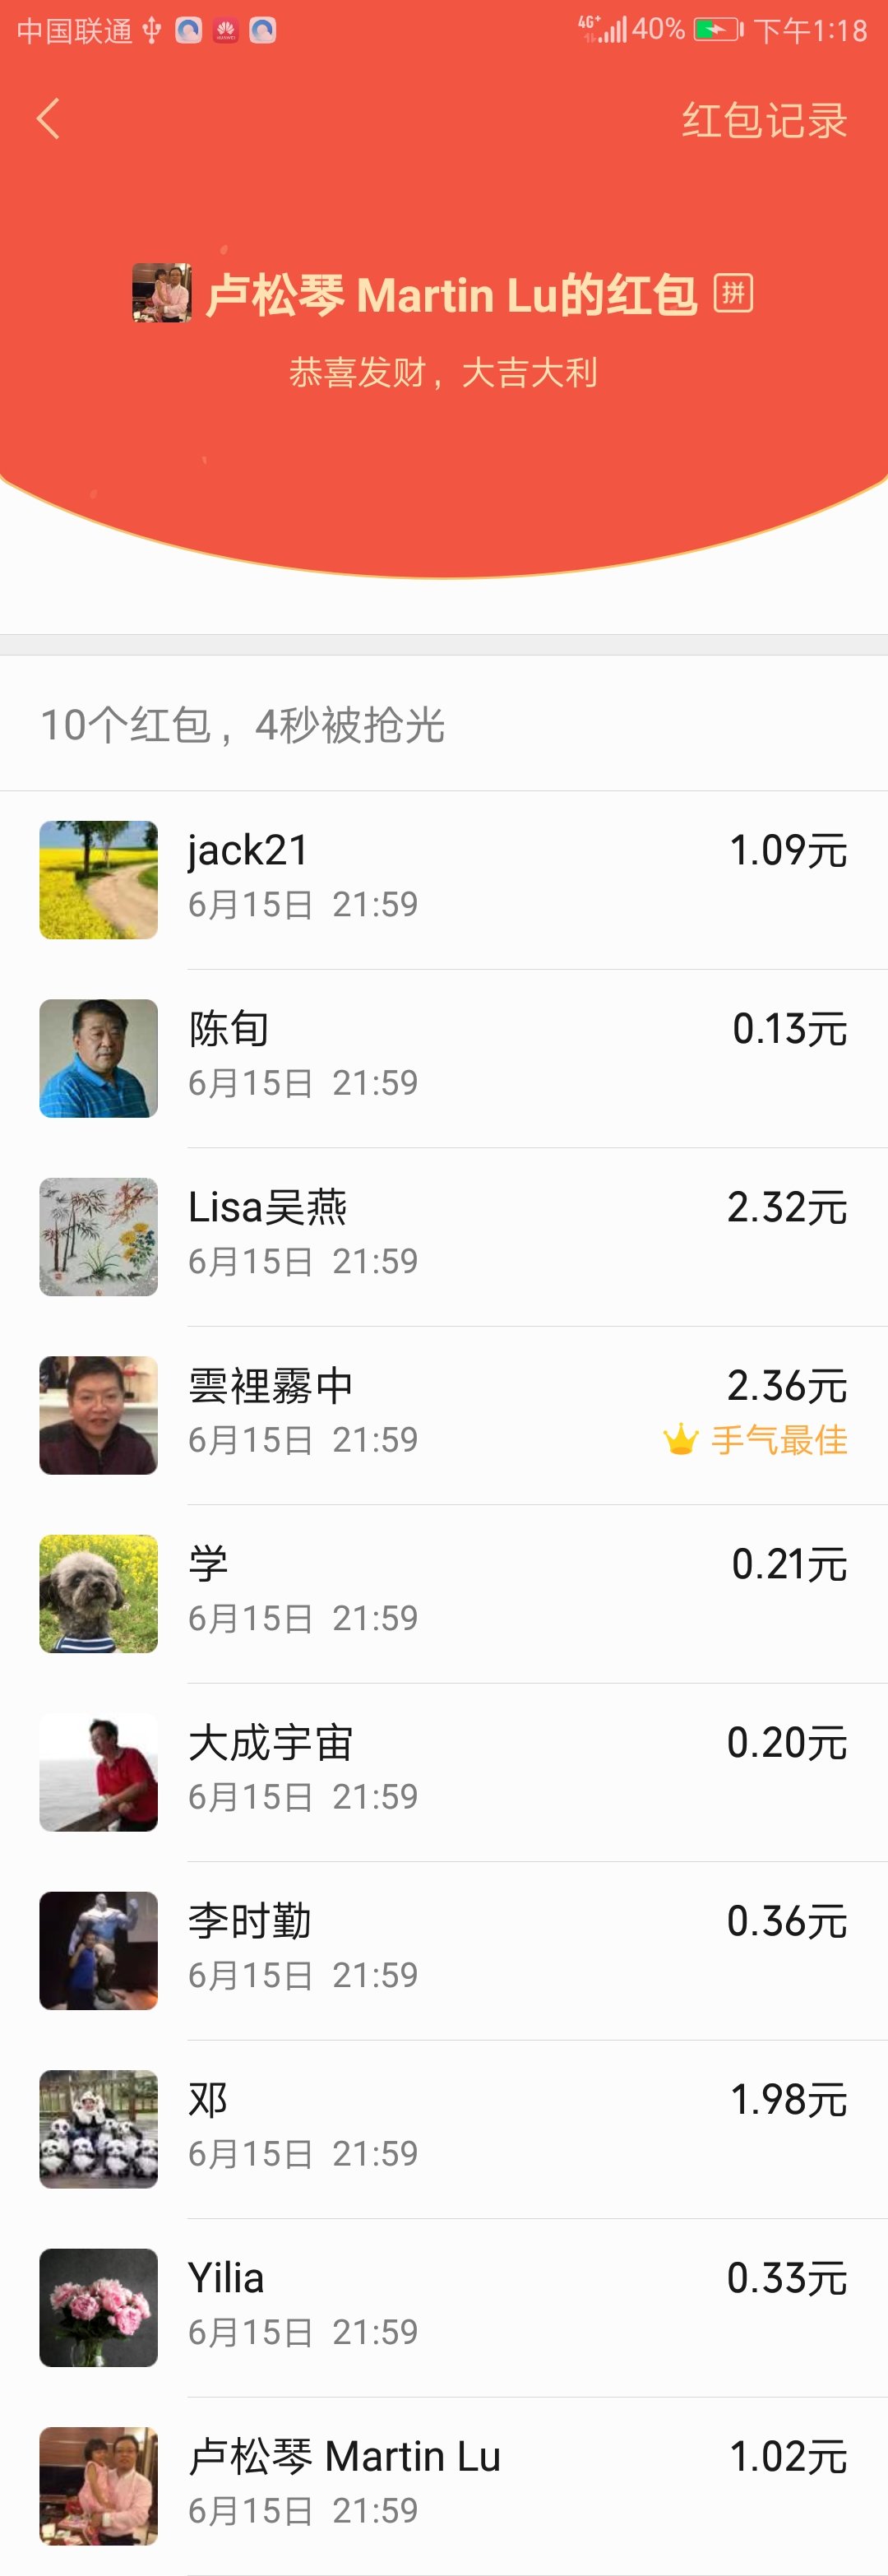 中国联通 4G+ 40% 下午1:18
红包记录
卢松琴 Martin Lu的红包 拼
恭喜发财，大吉大利
10个红包，4秒被抢光
jack21 1.09元
6月15日 21:59
陈旬 0.13元
6月15日 21:59
Lisa吴燕 2.32元
6月15日 21:59
雲裡霧中 2.36元
6月15日 21:59 手气最佳
学 0.21元
6月15日 21:59
大成宇宙 0.20元
6月15日 21:59
李时勤 0.36元
6月15日 21:59
邓 1.98元
6月15日 21:59
Yilia 0.33元
6月15日 21:59
卢松琴 Martin Lu 1.02元
6月15日 21:59